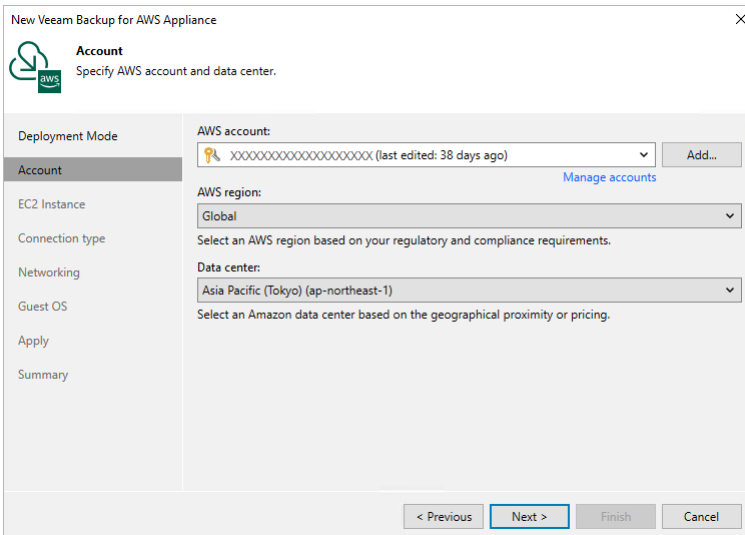 New Veeam Backup for AWS Appliance
Account
Specify AWS account and data center.
aws
Deployment Mode
Account
EC2 Instance
Connection type
Networking
Guest OS
Apply
Summary
AWS account:
XXXXXXXXXXXXXXXXXXX (last edited: 38 days ago)
Add...
Manage accounts
AWS region:
Global
Select an AWS region based on your regulatory and compliance requirements.
Data center:
Asia Pacific (Tokyo) (ap-northeast-1)
Select an Amazon data center based on the geographical proximity or pricing.
< Previous
Next >
Finish
Cancel